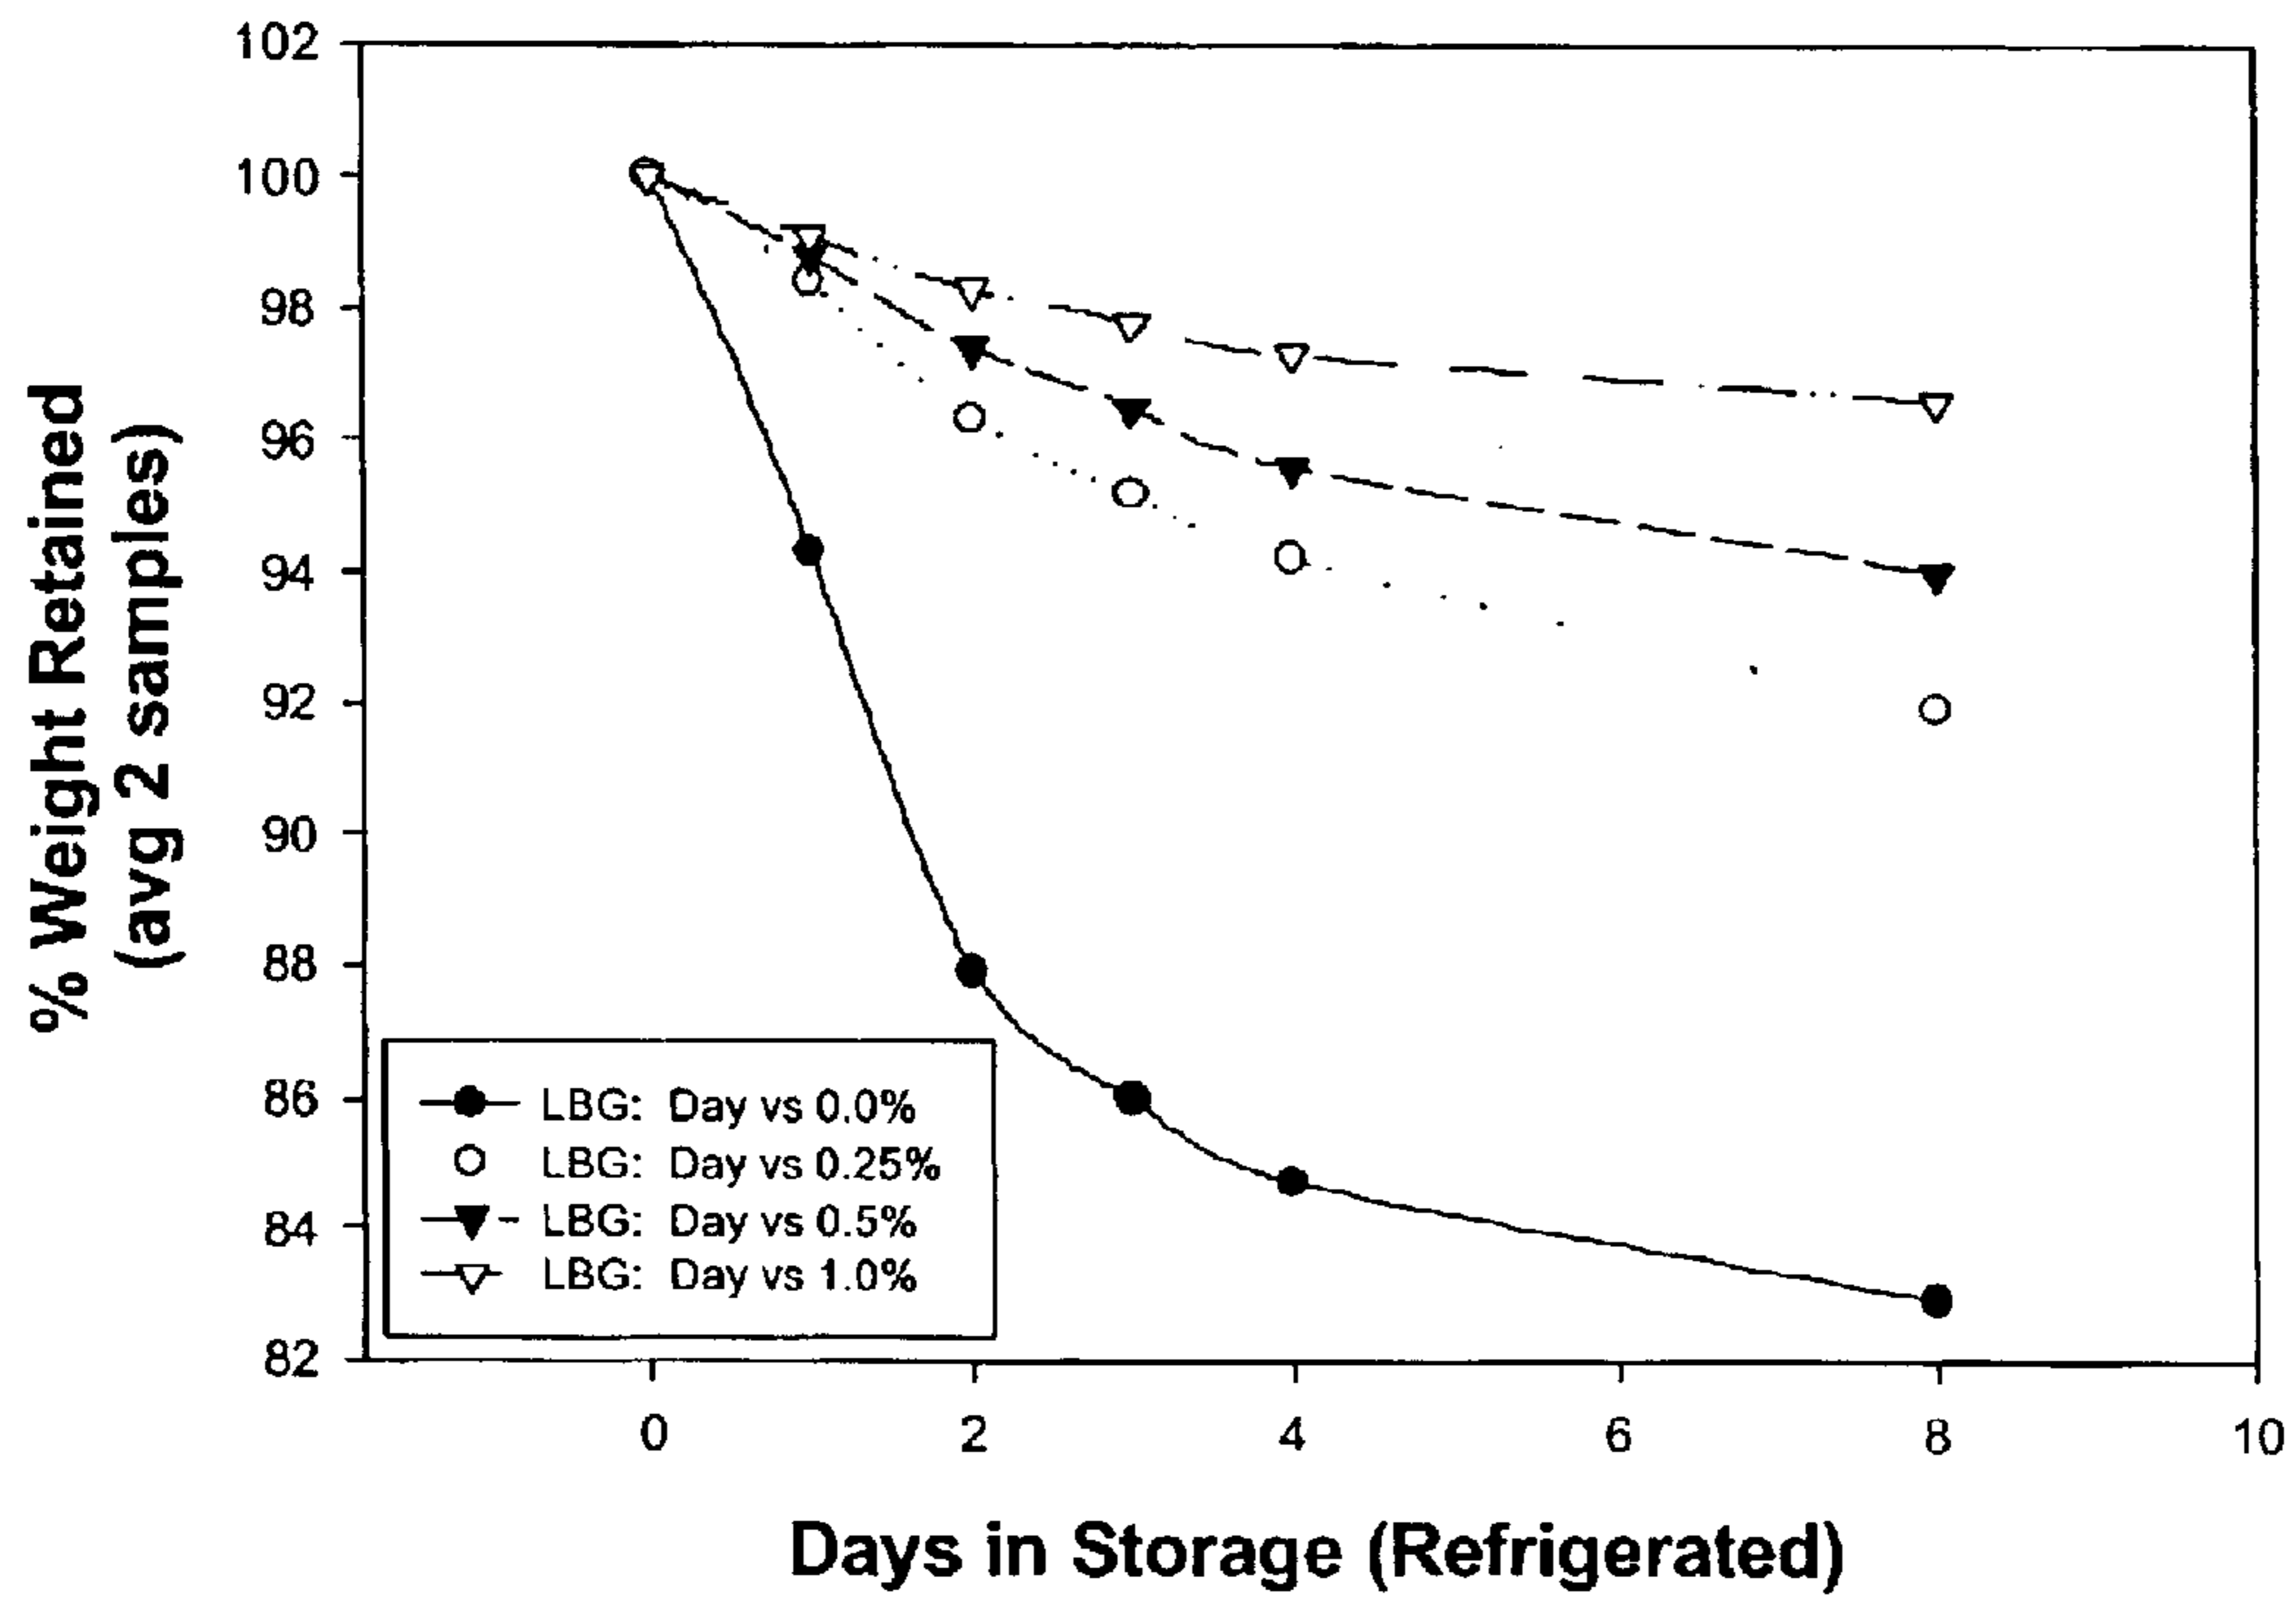 102
100
98
96
94
92
90
88
86
84
82
% Weight Retained
(avg 2 samples)
LBG: Day vs 0.0%
LBG: Day vs 0.25%
LBG: Day vs 0.5%
LBG: Day vs 1.0%
0 2 4 6 8 10
Days in Storage (Refrigerated)